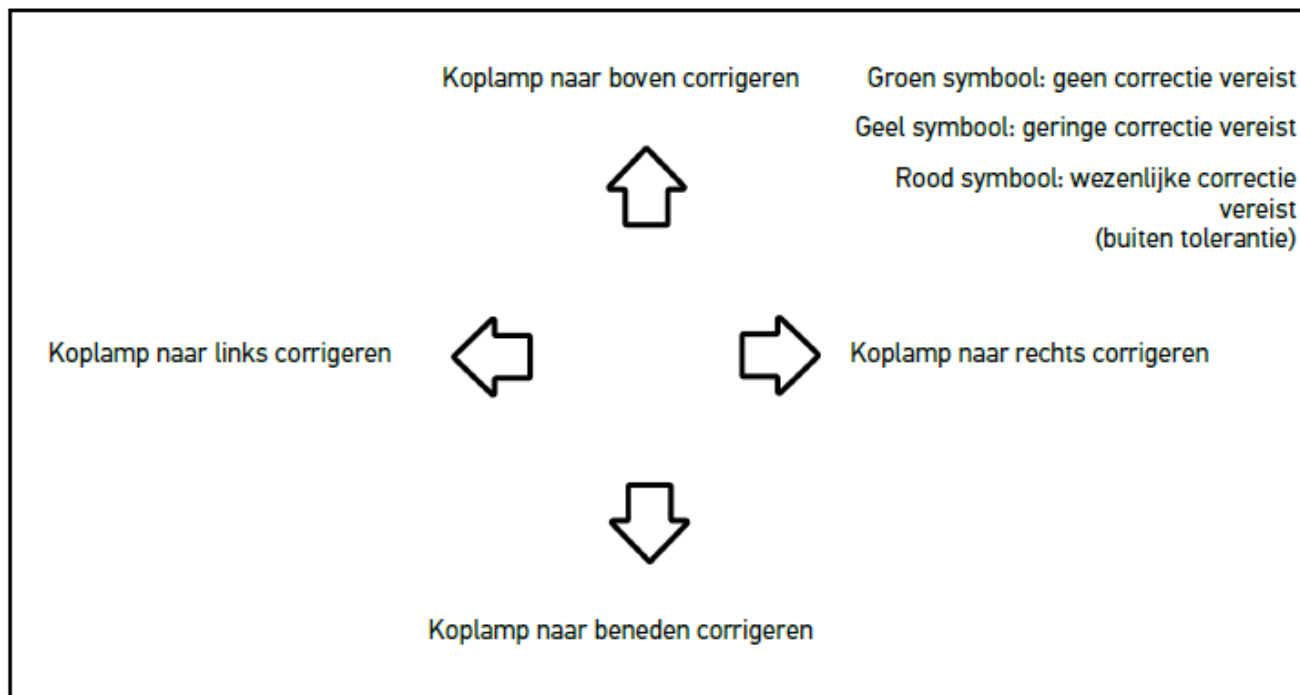 Koplamp naar boven corrigeren
Groen symbool: geen correctie vereist
Geel symbool: geringe correctie vereist
Rood symbool: wezenlijke correctie
vereist
(buiten tolerantie)
Koplamp naar links corrigeren
Koplamp naar rechts corrigeren
Koplamp naar beneden corrigeren